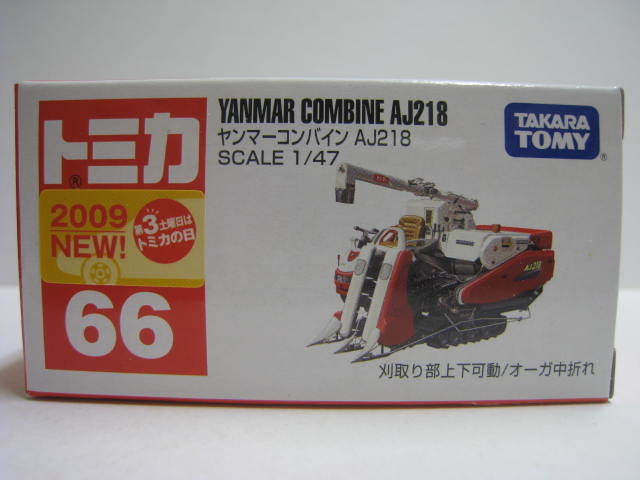 トミカ
®
2009
NEW!
第3土曜日は
トミカの日
66
YANMAR COMBINE AJ218
ヤンマーコンバイン AJ218
SCALE 1/47
TAKARA
TOMY
®
AJ218
刈取り部上下可動/オーガ中折れ